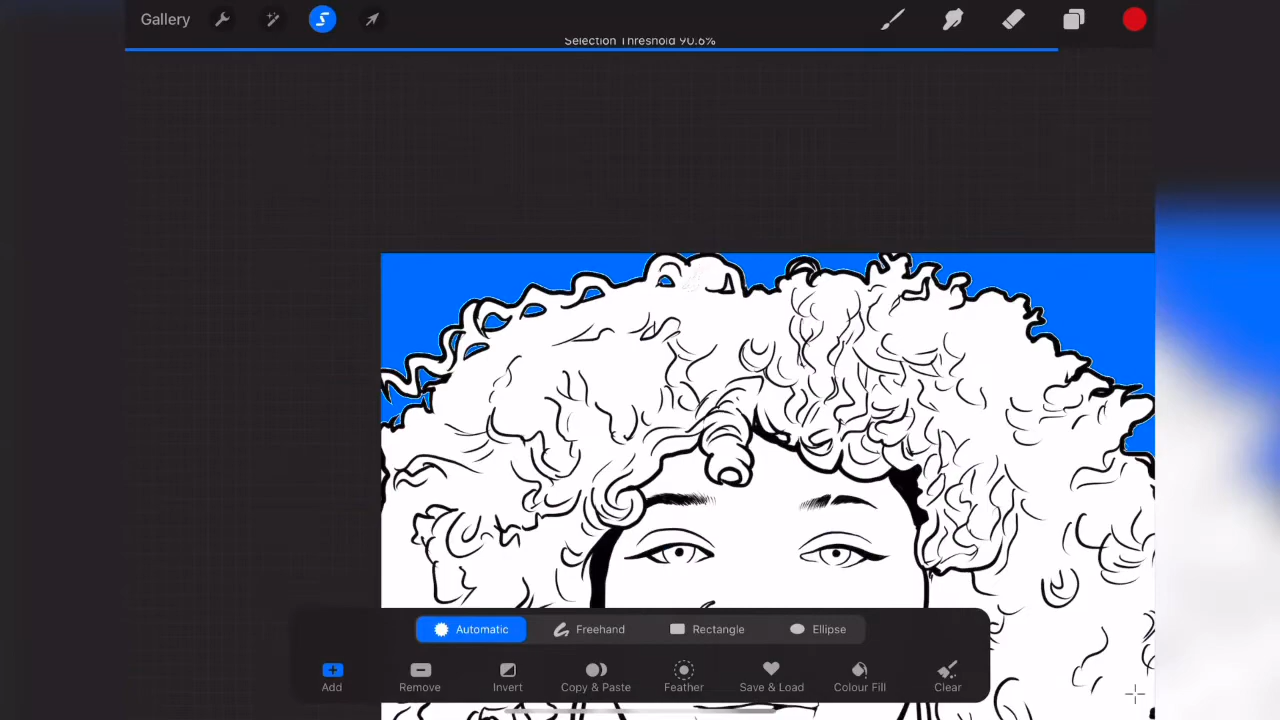 Gallery
Selection Threshold 90.6%
Automatic Freehand Rectangle Ellipse
Add Remove Invert Copy & Paste Feather Save & Load Colour Fill Clear